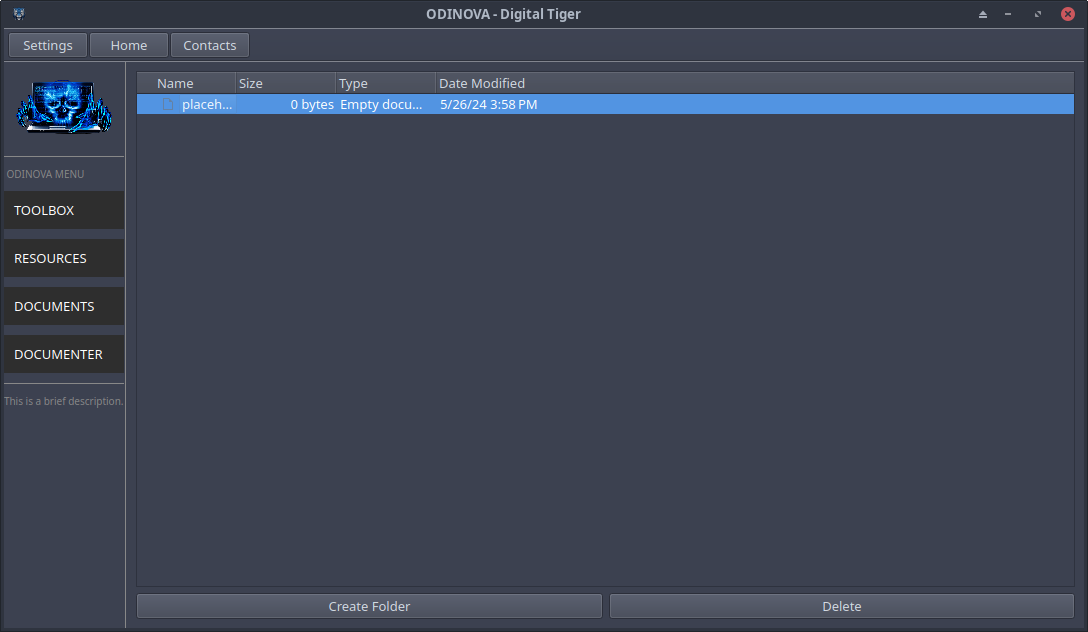 ODINOVA - Digital Tiger
Settings Home Contacts
Name Size Type Date Modified
placeh... 0 bytes Empty docu... 5/26/24 3:58 PM
ODINOVA MENU
TOOLBOX
RESOURCES
DOCUMENTS
DOCUMENTER
This is a brief description.
Create Folder Delete